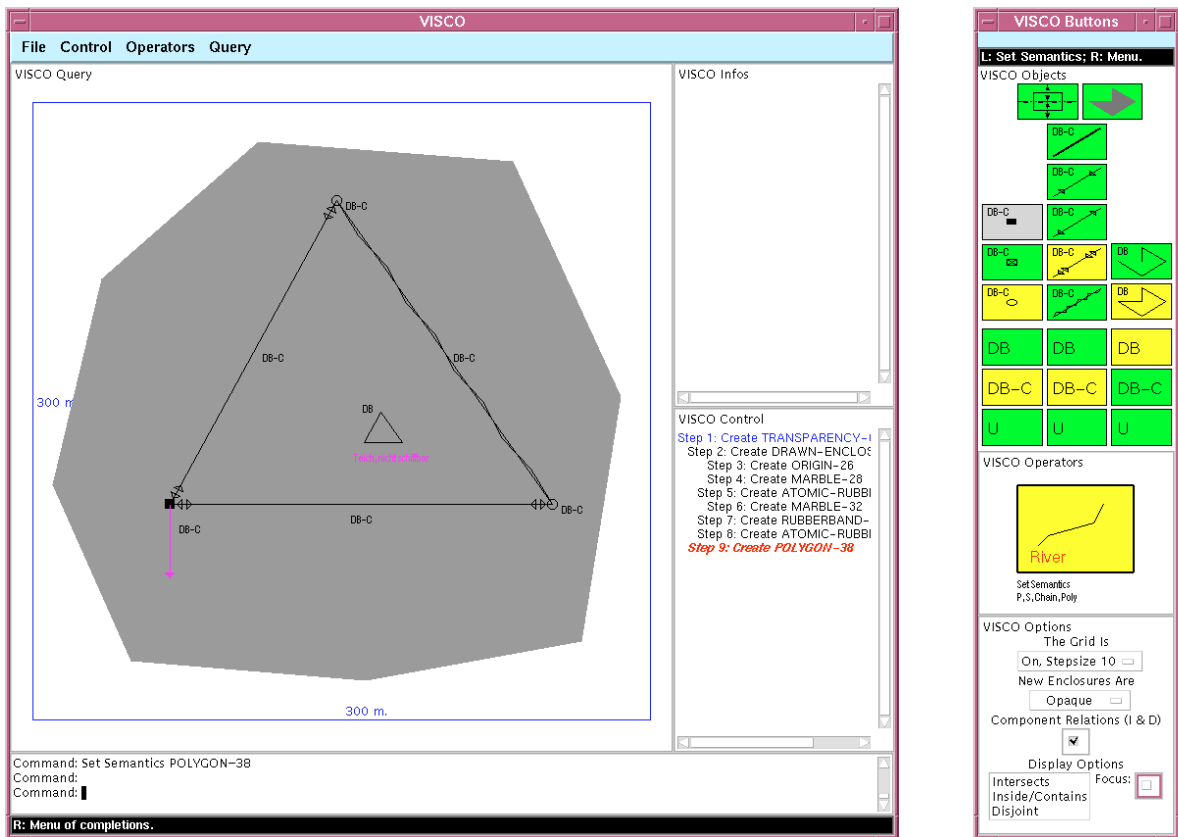 VISCO
File Control Operators Query
VISCO Query
DB-C
DB-C
DB-C
DB
300 m
DB-C
DB-C
DB-C
300 m.
VISCO Infos
VISCO Control
Step 1: Create TRANSPARENCY-
Step 2: Create DRAWN-ENCLOS
Step 3: Create ORIGIN-26
Step 4: Create MARBLE-28
Step 5: Create ATOMIC-RUBBI
Step 6: Create MARBLE-32
Step 7: Create RUBBERBAND-
Step 8: Create ATOMIC-RUBBI
Step 9: Create POLYGON-38
Command: Set Semantics POLYGON-38
Command:
Command:
R: Menu of completions.
VISCO Buttons
L: Set Semantics; R: Menu.
VISCO Objects
DB-C
DB-C
DB-C DB-C
DB-C DB-C DB
DB-C DB-C DB
DB DB DB
DB-C DB-C DB-C
U U U
VISCO Operators
River
Set Semantics
P, S, Chain, Poly
VISCO Options
The Grid Is
On, Stepsize 10
New Enclosures Are
Opaque
Component Relations (I & D)
Display Options
Intersects
Inside/Contains
Disjoint
Focus: